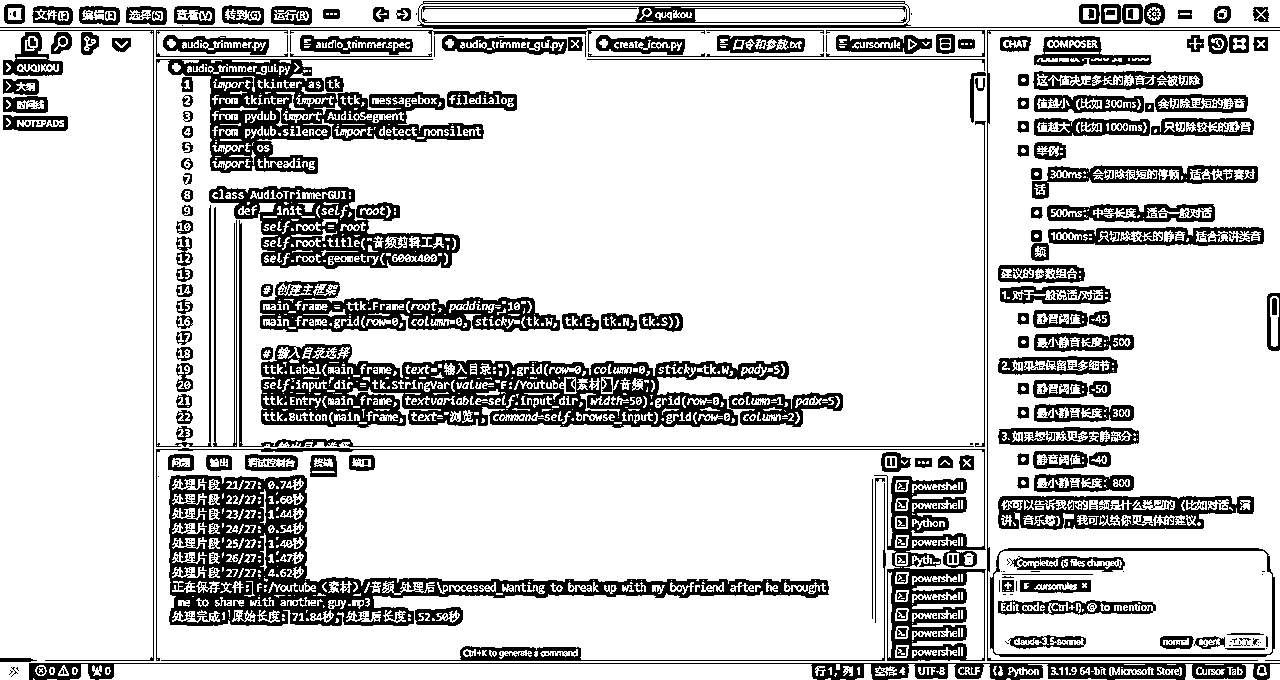 文件(F) 编辑(E) 选择(S) 查看(V) 转到(G) 运行(R) ··· quqikou
QUQIKOU
大纲
时间线
NOTEPADS
audio_trimmer.py audio_trimmer.spec audio_trimmer_gui.py create_icon.py 口令和参数.txt .cursorrule
audio_trimmer_gui.py > ...
1 import tkinter as tk
2 from tkinter import ttk, messagebox, filedialog
3 from pydub import AudioSegment
4 from pydub.silence import detect_nonsilent
5 import os
6 import threading
7
8 class AudioTrimmerGUI:
9 def __init__(self, root):
10 self.root = root
11 self.root.title("音频剪辑工具")
12 self.root.geometry("600x400")
13
14 # 创建主框架
15 main_frame = ttk.Frame(root, padding="10")
16 main_frame.grid(row=0, column=0, sticky=(tk.W, tk.E, tk.N, tk.S))
17
18 # 输入目录选择
19 ttk.Label(main_frame, text="输入目录:").grid(row=0, column=0, sticky=tk.W, pady=5)
20 self.input_dir = tk.StringVar(value="F:/Youtube（素材）/音频")
21 ttk.Entry(main_frame, textvariable=self.input_dir, width=50).grid(row=0, column=1, padx=5)
22 ttk.Button(main_frame, text="浏览", command=self.browse_input).grid(row=0, column=2)
23
问题 输出 调试控制台 终端 端口
处理片段 21/27: 0.74秒
处理片段 22/27: 1.60秒
处理片段 23/27: 1.44秒
处理片段 24/27: 0.54秒
处理片段 25/27: 1.40秒
处理片段 26/27: 1.47秒
处理片段 27/27: 4.62秒
正在保存文件: F:/Youtube（素材）/音频_处理后\processed_Wanting to break up with my boyfriend after he brought
me to share with another guy.mp3
处理完成! 原始长度: 71.84秒, 处理后长度: 52.50秒
Ctrl+K to generate a command
powershell
powershell
Python
powershell
Pyth...
powershell
powershell
powershell
powershell
powershell
CHAT COMPOSER
这个值决定多长的静音才会被切除
值越小（比如 300ms），会切除更短的静音
值越大（比如 1000ms），只切除较长的静音
举例:
300ms: 会切除很短的停顿，适合快节奏对
话
500ms: 中等长度，适合一般对话
1000ms: 只切除较长的静音，适合演讲类音
频
建议的参数组合:
1. 对于一般说话/对话:
静音阈值: -45
最小静音长度: 500
2. 如果想保留更多细节:
静音阈值: -50
最小静音长度: 300
3. 如果想切除更多安静部分:
静音阈值: -40
最小静音长度: 800
你可以告诉我你的音频是什么类型的（比如对话、演
讲、音乐等），我可以给你更具体的建议。
Completed (5 files changed)
.cursorrules ×
Edit code (Ctrl+I), @ to mention
claude-3.5-sonnet normal agent submit
0 0 0 行 1, 列 1 空格: 4 UTF-8 CRLF Python 3.11.9 64-bit (Microsoft Store) Cursor Tab